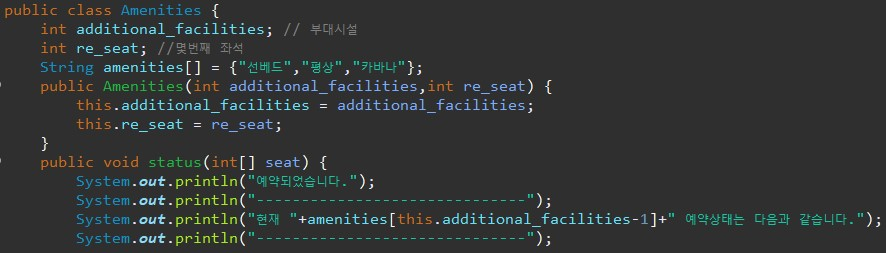 public class Amenities {
int additional_facilities; // 부대시설
int re_seat; //몇번째 좌석
String amenities[] = {"선베드","평상","카바나"};
public Amenities(int additional_facilities,int re_seat) {
this.additional_facilities = additional_facilities;
this.re_seat = re_seat;
}
public void status(int[] seat) {
System.out.println("예약되었습니다.");
System.out.println("------------------------------");
System.out.println("현재 "+amenities[this.additional_facilities-1]+" 예약상태는 다음과 같습니다.");
System.out.println("------------------------------");